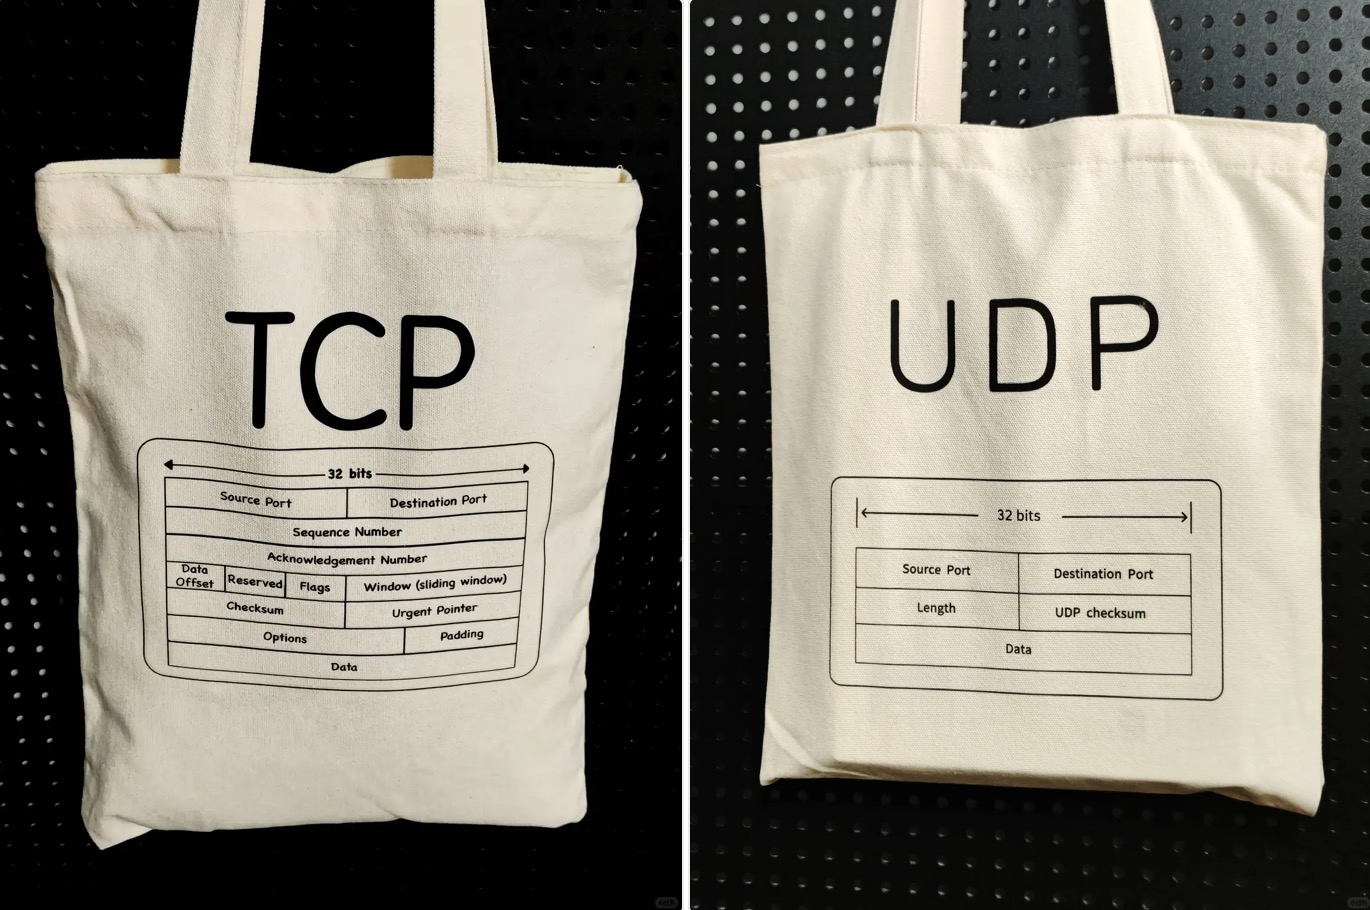 TCP
32 bits
Source Port Destination Port
Sequence Number
Acknowledgement Number
Data Offset Reserved Flags Window (sliding window)
Checksum Urgent Pointer
Options Padding
Data
UDP
32 bits
Source Port Destination Port
Length UDP checksum
Data